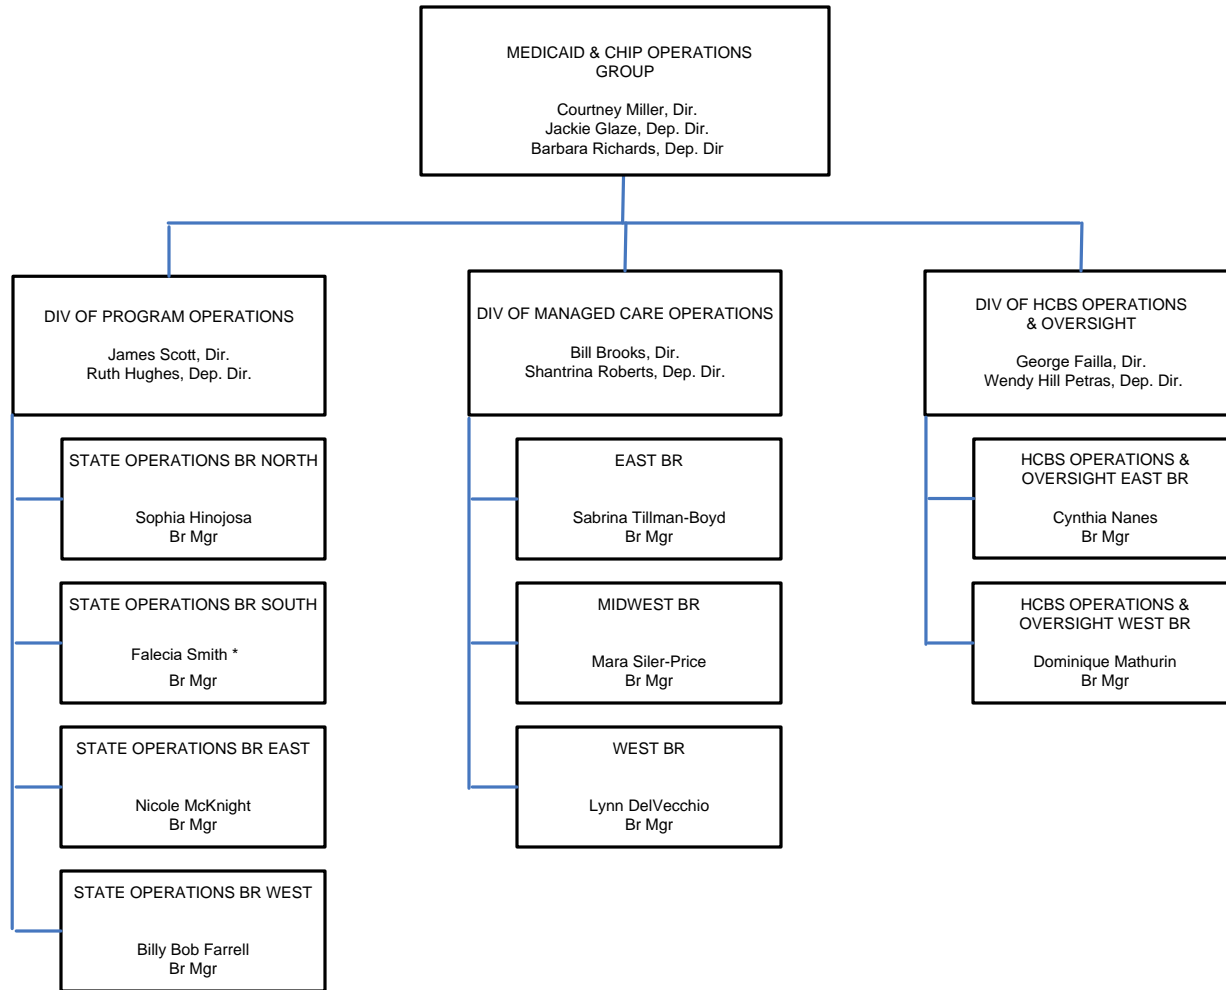 MEDICAID & CHIP OPERATIONS
GROUP
Courtney Miller, Dir.
Jackie Glaze, Dep. Dir.
Barbara Richards, Dep. Dir
DIV OF PROGRAM OPERATIONS
James Scott, Dir.
Ruth Hughes, Dep. Dir.
STATE OPERATIONS BR NORTH
Sophia Hinojosa
Br Mgr
STATE OPERATIONS BR SOUTH
Falecia Smith *
Br Mgr
STATE OPERATIONS BR EAST
Nicole McKnight
Br Mgr
STATE OPERATIONS BR WEST
Billy Bob Farrell
Br Mgr
DIV OF MANAGED CARE OPERATIONS
Bill Brooks, Dir.
Shantrina Roberts, Dep. Dir.
EAST BR
Sabrina Tillman-Boyd
Br Mgr
MIDWEST BR
Mara Siler-Price
Br Mgr
WEST BR
Lynn DelVecchio
Br Mgr
DIV OF HCBS OPERATIONS
& OVERSIGHT
George Failla, Dir.
Wendy Hill Petras, Dep. Dir.
HCBS OPERATIONS &
OVERSIGHT EAST BR
Cynthia Nanes
Br Mgr
HCBS OPERATIONS &
OVERSIGHT WEST BR
Dominique Mathurin
Br Mgr